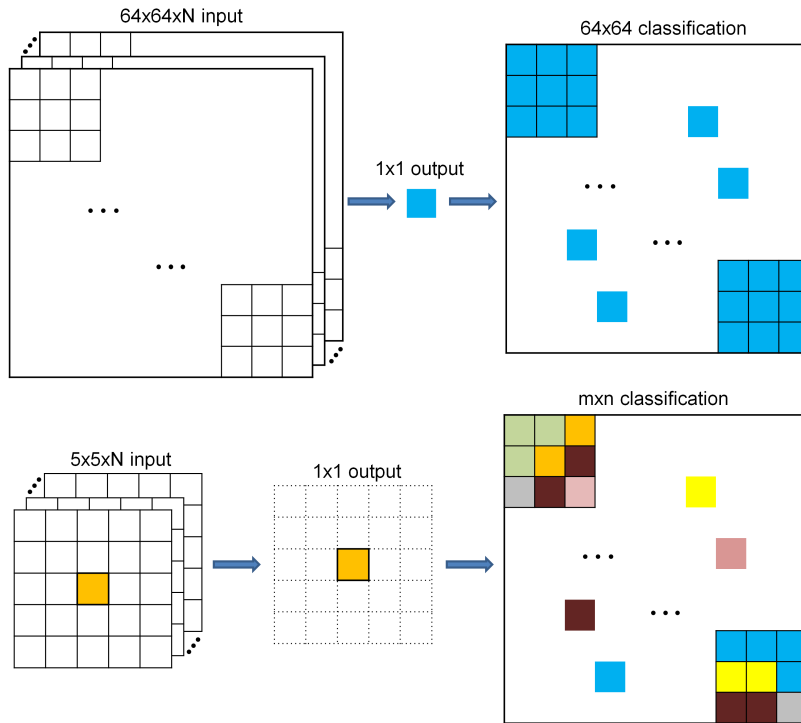 64x64xN input
64x64 classification
1x1 output
mxn classification
5x5xN input
1x1 output